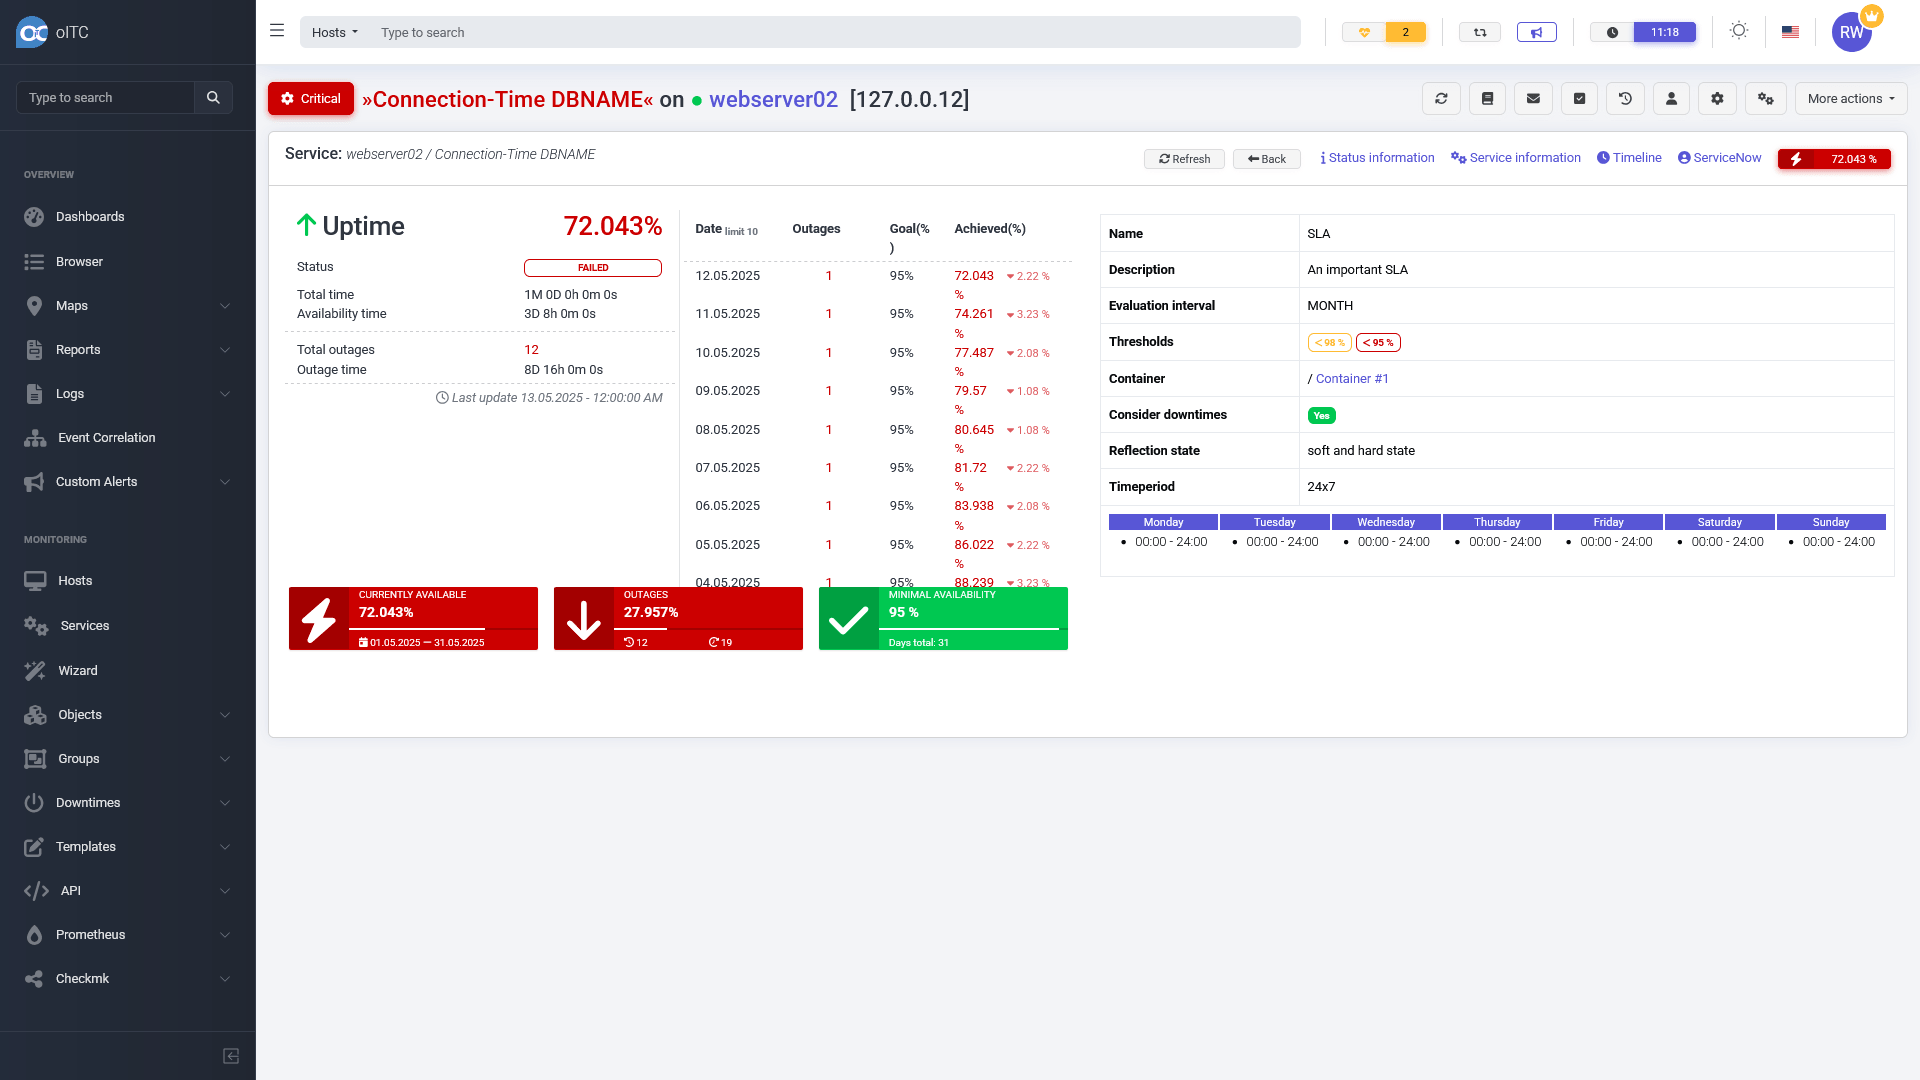 oITC
Hosts
Type to search
2
11:18
RW
Type to search
Critical
»Connection-Time DBNAME« on webserver02 [127.0.0.12]
More actions
OVERVIEW
Dashboards
Browser
Maps
Reports
Logs
Event Correlation
Custom Alerts
MONITORING
Hosts
Services
Wizard
Objects
Groups
Downtimes
Templates
API
Prometheus
Checkmk
Service: webserver02 / Connection-Time DBNAME
Refresh
Back
Status information
Service information
Timeline
ServiceNow
72.043 %
Uptime 72.043%
Status FAILED
Total time 1M 0D 0h 0m 0s
Availability time 3D 8h 0m 0s
Total outages 12
Outage time 8D 16h 0m 0s
Last update 13.05.2025 - 12:00:00 AM
Date limit 10 Outages Goal(%
) Achieved(%)
12.05.2025 1 95% 72.043
% 2.22 %
11.05.2025 1 95% 74.261
% 3.23 %
10.05.2025 1 95% 77.487
% 2.08 %
09.05.2025 1 95% 79.57
% 1.08 %
08.05.2025 1 95% 80.645
% 1.08 %
07.05.2025 1 95% 81.72
% 2.22 %
06.05.2025 1 95% 83.938
% 2.08 %
05.05.2025 1 95% 86.022
% 2.22 %
04.05.2025 1 95% 88.239 3.23 %
CURRENTLY AVAILABLE
72.043%
01.05.2025 — 31.05.2025
OUTAGES
27.957%
12 19
MINIMAL AVAILABILITY
95 %
Days total: 31
Name SLA
Description An important SLA
Evaluation interval MONTH
Thresholds < 98 % < 95 %
Container / Container #1
Consider downtimes Yes
Reflection state soft and hard state
Timeperiod 24x7
Monday Tuesday Wednesday Thursday Friday Saturday Sunday
• 00:00 - 24:00 • 00:00 - 24:00 • 00:00 - 24:00 • 00:00 - 24:00 • 00:00 - 24:00 • 00:00 - 24:00 • 00:00 - 24:00